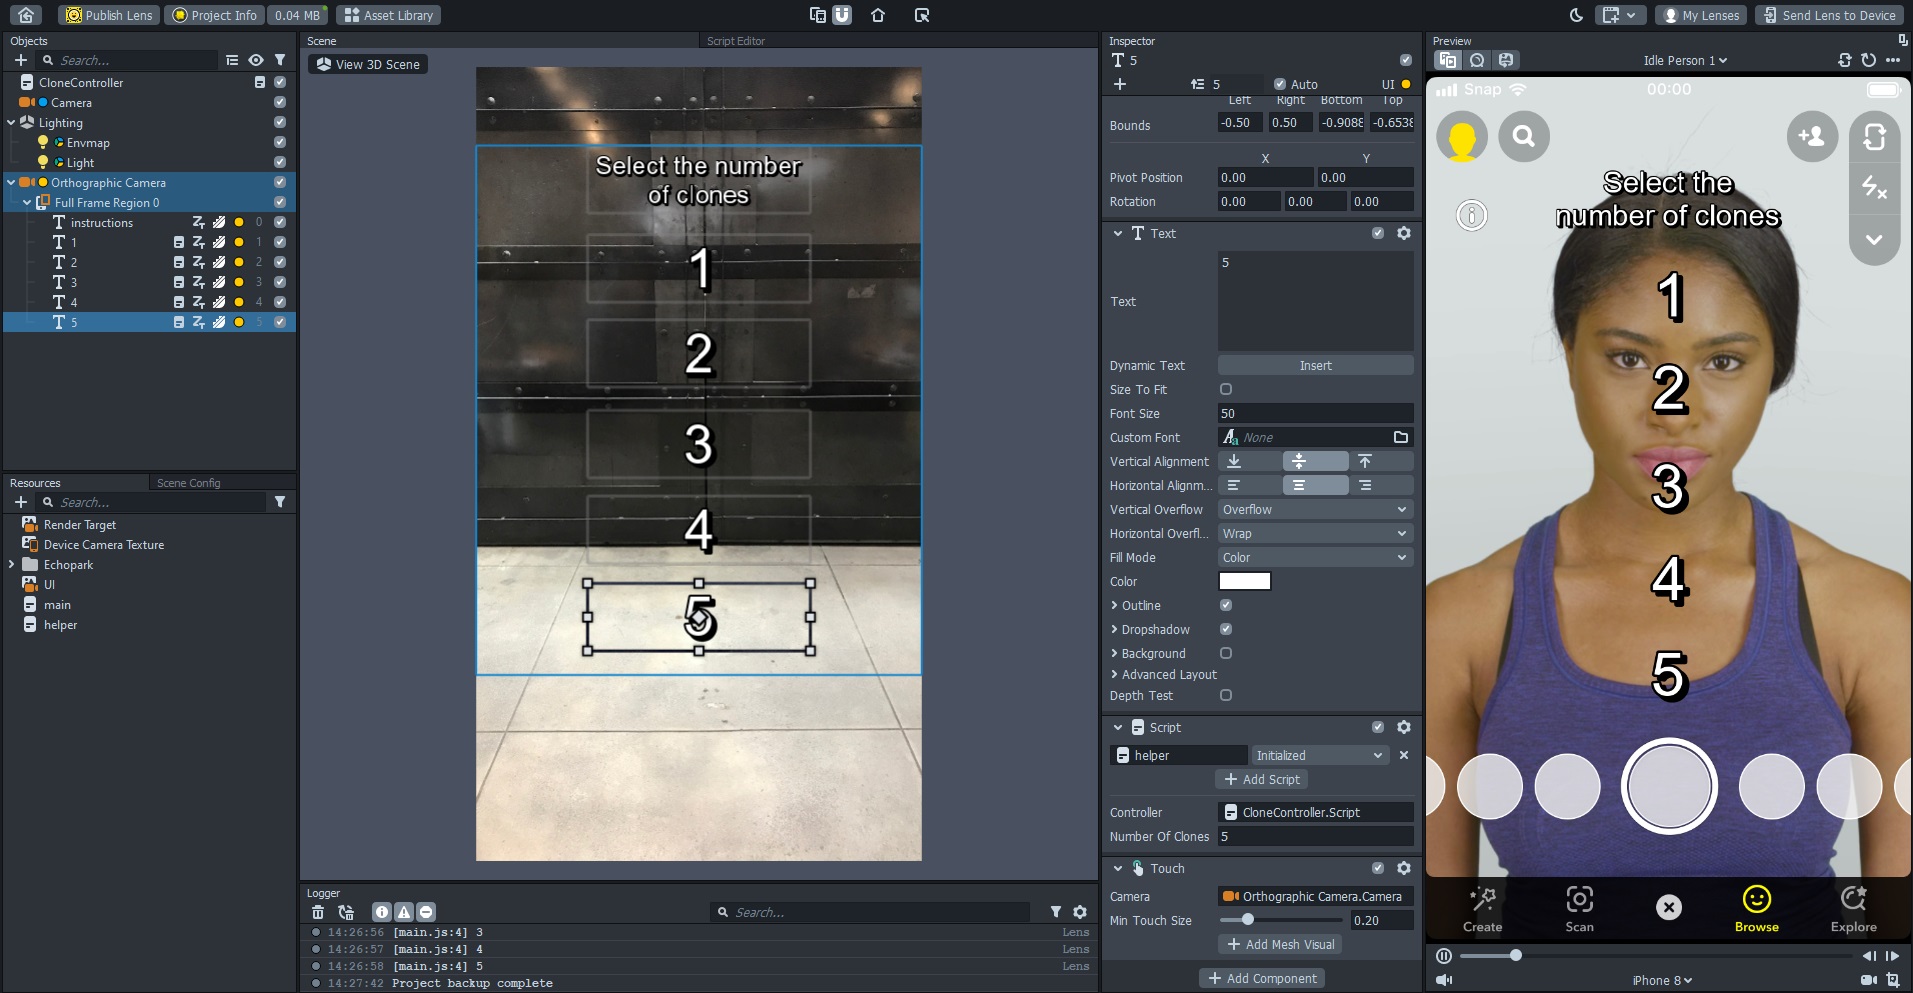 Publish Lens
Project Info
0.04 MB
Asset Library
My Lenses
Send Lens to Device
Objects
Search...
CloneController
Camera
Lighting
Envmap
Light
Orthographic Camera
Full Frame Region 0
instructions 0
1 1
2 2
3 3
4 4
5 5
Resources
Scene Config
Search...
Render Target
Device Camera Texture
Echopark
UI
main
helper
Scene
Script Editor
View 3D Scene
Select the number
of clones
1
2
3
4
5
Logger
Search...
14:26:56 [main.js:4] 3 Lens
14:26:57 [main.js:4] 4 Lens
14:26:58 [main.js:4] 5 Lens
14:27:42 Project backup complete
Inspector
5
5 Auto UI
Left Right Bottom Top
Bounds -0.50 0.50 -0.9088 -0.6538
X Y
Pivot Position 0.00 0.00
Rotation 0.00 0.00 0.00
Text
5
Text
Dynamic Text Insert
Size To Fit
Font Size 50
Custom Font None
Vertical Alignment
Horizontal Alignm...
Vertical Overflow Overflow
Horizontal Overfl... Wrap
Fill Mode Color
Color
Outline
Dropshadow
Background
Advanced Layout
Depth Test
Script
helper Initialized
Add Script
Controller CloneController.Script
Number Of Clones 5
Touch
Camera Orthographic Camera.Camera
Min Touch Size 0.20
Add Mesh Visual
Add Component
Preview
Idle Person 1
Snap 00:00
Select the
number of clones
1
2
3
4
5
Create
Scan
Browse
Explore
iPhone 8